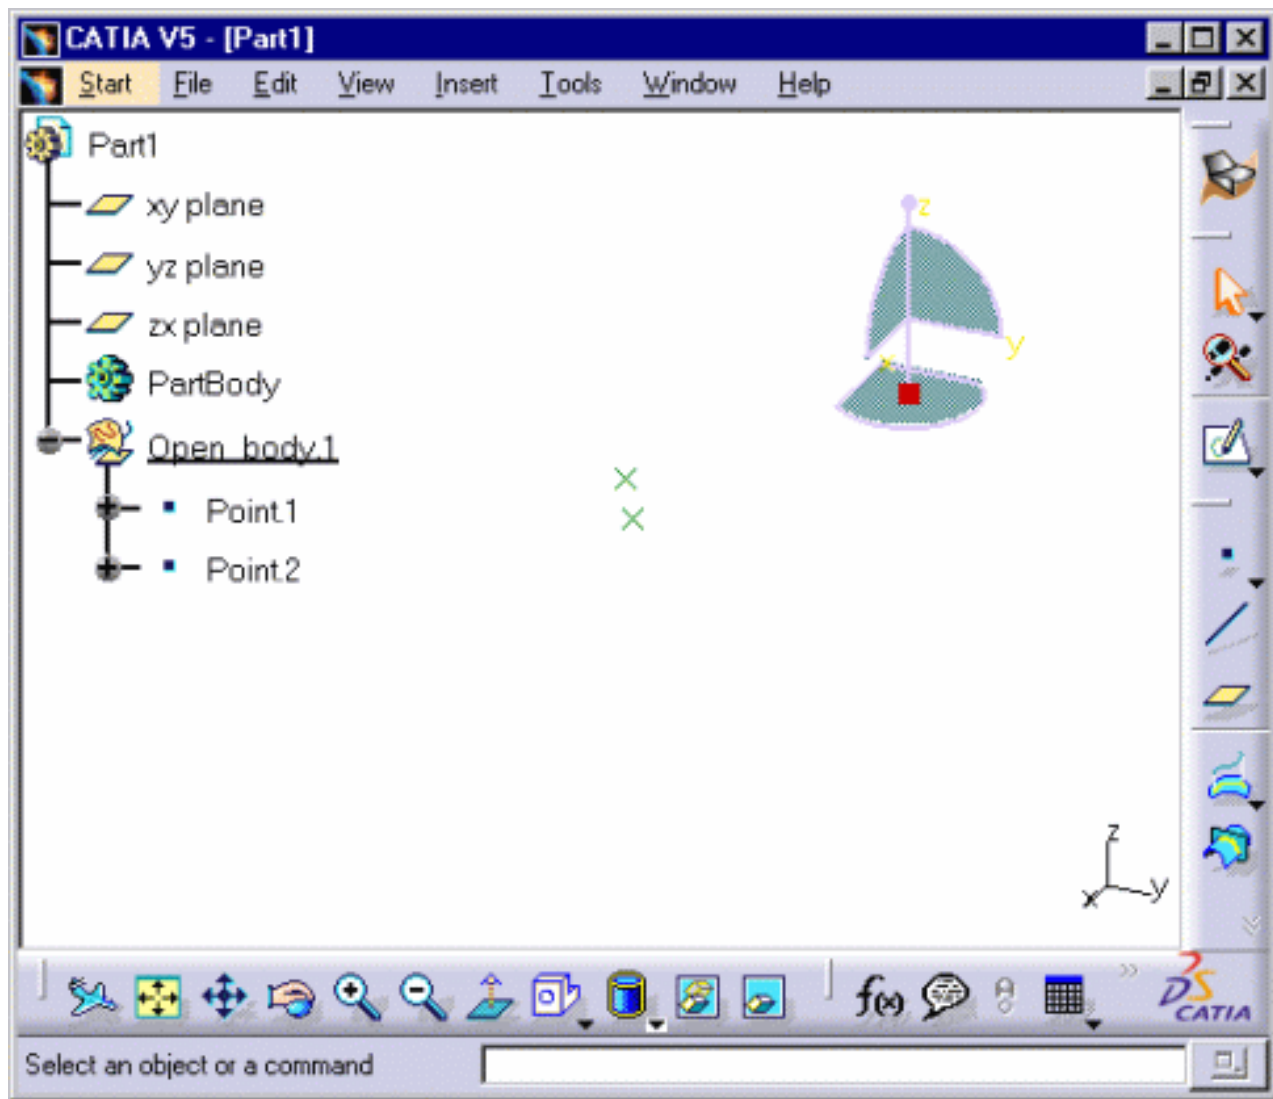 CATIA V5 - [Part1]
Start File Edit View Insert Tools Window Help
Part1
xy plane
yz plane
zx plane
PartBody
Open_body.1
Point.1
Point.2
z
y
x
z
y
x
f(x)
DS
CATIA
Select an object or a command